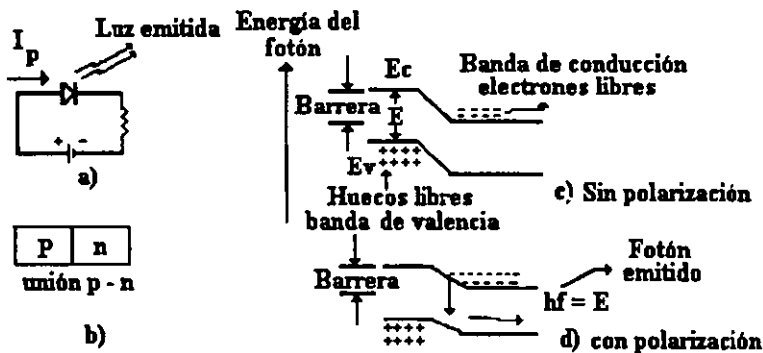 I p
Luz emitida
+ -
a)
P n
unión p - n
b)
Energía del
fotón
Ec
Barrera
E
Ev
++++
++++
Banda de conducción
electrones libres
Huecos libres
banda de valencia
c) Sin polarización
Barrera
++++
++++
Fotón
emitido
hf = E
d) con polarización